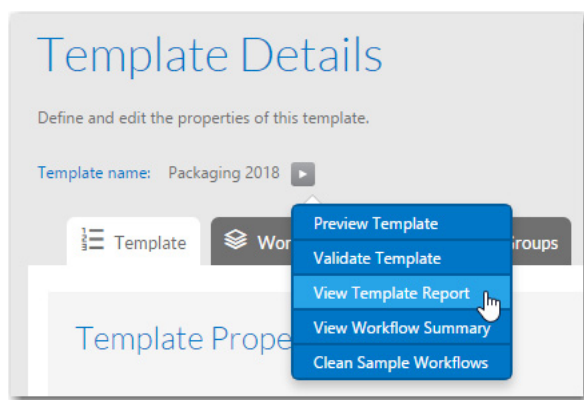 Template Details
Define and edit the properties of this template.
Template name: Packaging 2018
Preview Template
Template
Validate Template
View Template Report
Template
View Workflow Summary
Clean Sample Workflows